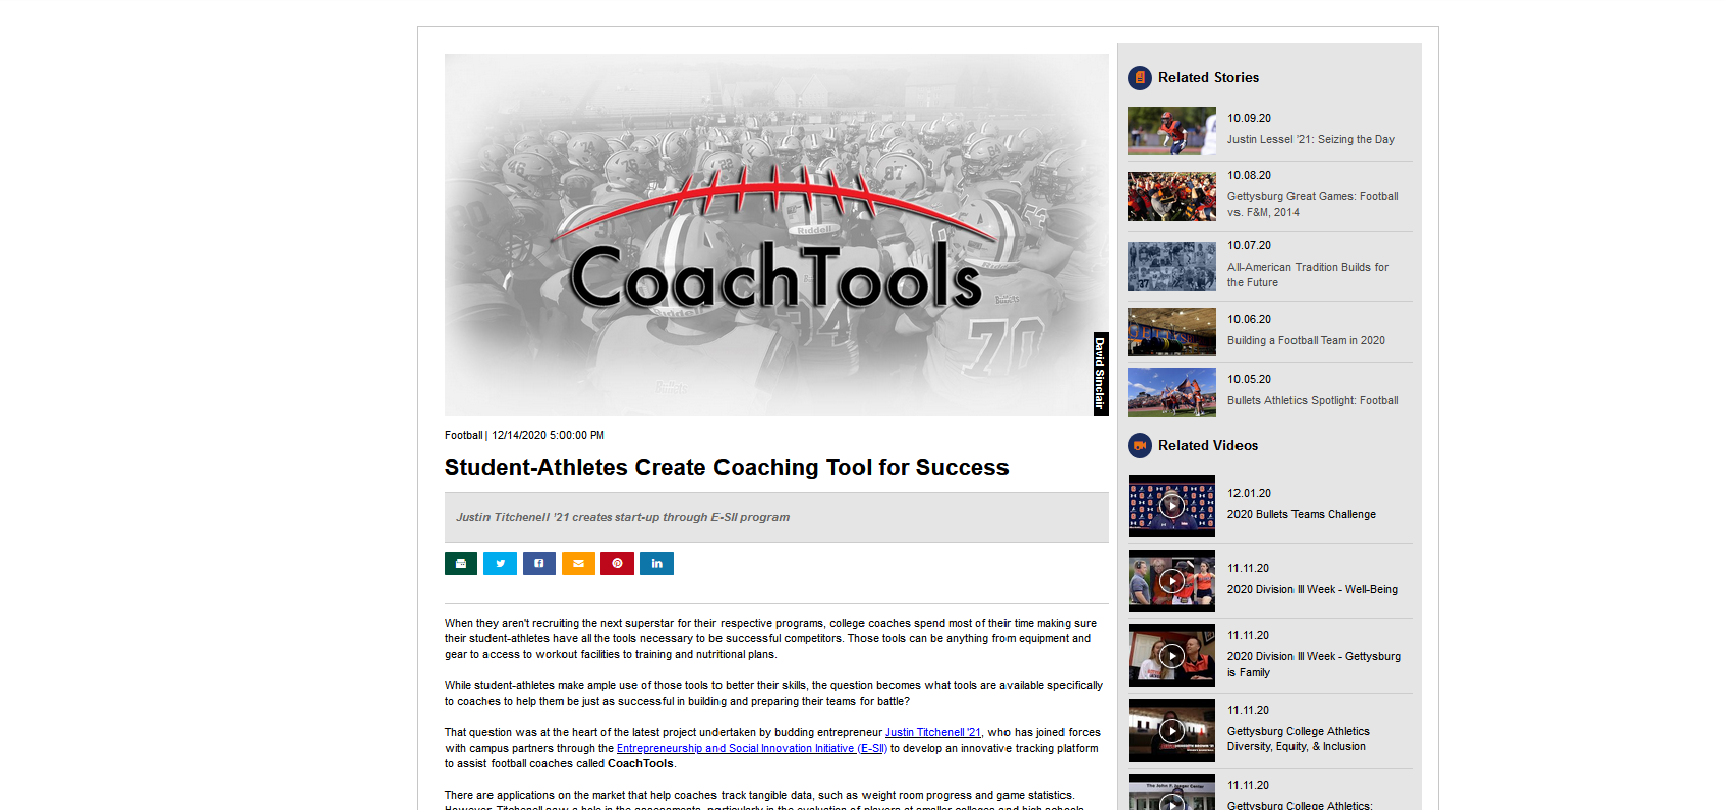 CoachTools
Riddell
87
70
David Sinclair
Football | 12/14/2020 5:00:00 PM
Student-Athletes Create Coaching Tool for Success
Justin Titchenell '21 creates start-up through E-SII program
When they aren't recruiting the next superstar for their respective programs, college coaches spend most of their time making sure
their student-athletes have all the tools necessary to be successful competitors. Those tools can be anything from equipment and
gear to access to workout facilities to training and nutritional plans.
While student-athletes make ample use of those tools to better their skills, the question becomes what tools are available specifically
to coaches to help them be just as successful in building and preparing their teams for battle?
That question was at the heart of the latest project undertaken by budding entrepreneur Justin Titchenell '21, who has joined forces
with campus partners through the Entrepreneurship and Social Innovation Initiative (E-SII) to develop an innovative tracking platform
to assist football coaches called CoachTools.
There are applications on the market that help coaches track tangible data, such as weight room progress and game statistics.
However, Titchenell saw a hole in the assessments, particularly in the evaluation of players at smaller colleges and high schools.
Related Stories
10.09.20
Justin Lessel '21: Seizing the Day
10.08.20
Gettysburg Great Games: Football
vs. F&M, 2014
10.07.20
All-American Tradition Builds for
the Future
10.06.20
Building a Football Team in 2020
10.05.20
Bullets Athletics Spotlight: Football
Related Videos
12.01.20
2020 Bullets Teams Challenge
11.11.20
2020 Division III Week - Well-Being
11.11.20
2020 Division III Week - Gettysburg
is Family
11.11.20
Gettysburg College Athletics
Diversity, Equity, & Inclusion
11.11.20
Gettysburg College Athletics: